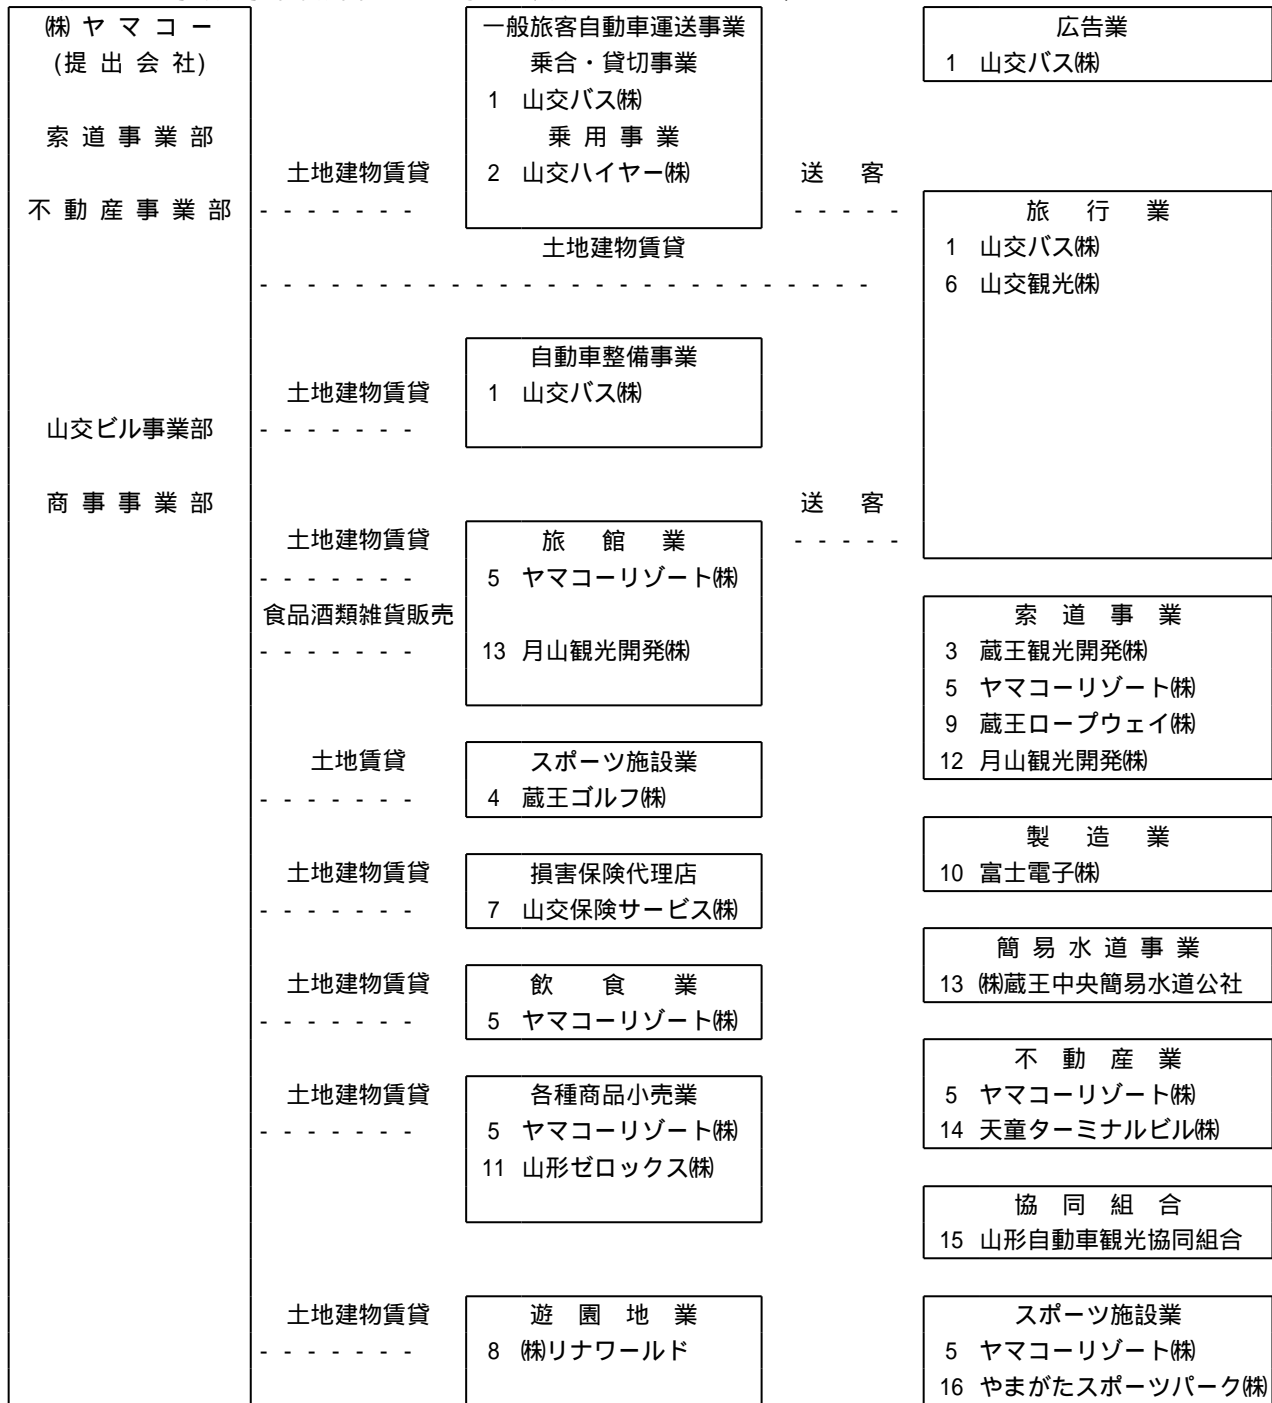 ㈱ ヤ マ コ ー
(提 出 会 社)
索 道 事 業 部
不 動 産 事 業 部
山交ビル事業部
商 事 事 業 部
土地建物賃貸
- - - - - - -
土地建物賃貸
- - - - - - - - - - - - - - - - - - - - - - - - - -
土地建物賃貸
- - - - - - -
土地建物賃貸
- - - - - - -
食品酒類雑貨販売
- - - - - - -
土地賃貸
- - - - - - -
土地建物賃貸
- - - - - - -
土地建物賃貸
- - - - - - -
土地建物賃貸
- - - - - - -
土地建物賃貸
- - - - - - -
一般旅客自動車運送事業
乗合・貸切事業
1 山交バス㈱
乗 用 事 業
2 山交ハイヤー㈱
自動車整備事業
1 山交バス㈱
旅 館 業
5 ヤマコーリゾート㈱
13 月山観光開発㈱
スポーツ施設業
4 蔵王ゴルフ㈱
損害保険代理店
7 山交保険サービス㈱
飲 食 業
5 ヤマコーリゾート㈱
各種商品小売業
5 ヤマコーリゾート㈱
11 山形ゼロックス㈱
遊 園 地 業
8 ㈱リナワールド
送 客
- - - - -
送 客
- - - - -
広告業
1 山交バス㈱
旅 行 業
1 山交バス㈱
6 山交観光㈱
索 道 事 業
3 蔵王観光開発㈱
5 ヤマコーリゾート㈱
9 蔵王ロープウェイ㈱
12 月山観光開発㈱
製 造 業
10 富士電子㈱
簡 易 水 道 事 業
13 ㈱蔵王中央簡易水道公社
不 動 産 業
5 ヤマコーリゾート㈱
14 天童ターミナルビル㈱
協 同 組 合
15 山形自動車観光協同組合
スポーツ施設業
5 ヤマコーリゾート㈱
16 やまがたスポーツパーク㈱